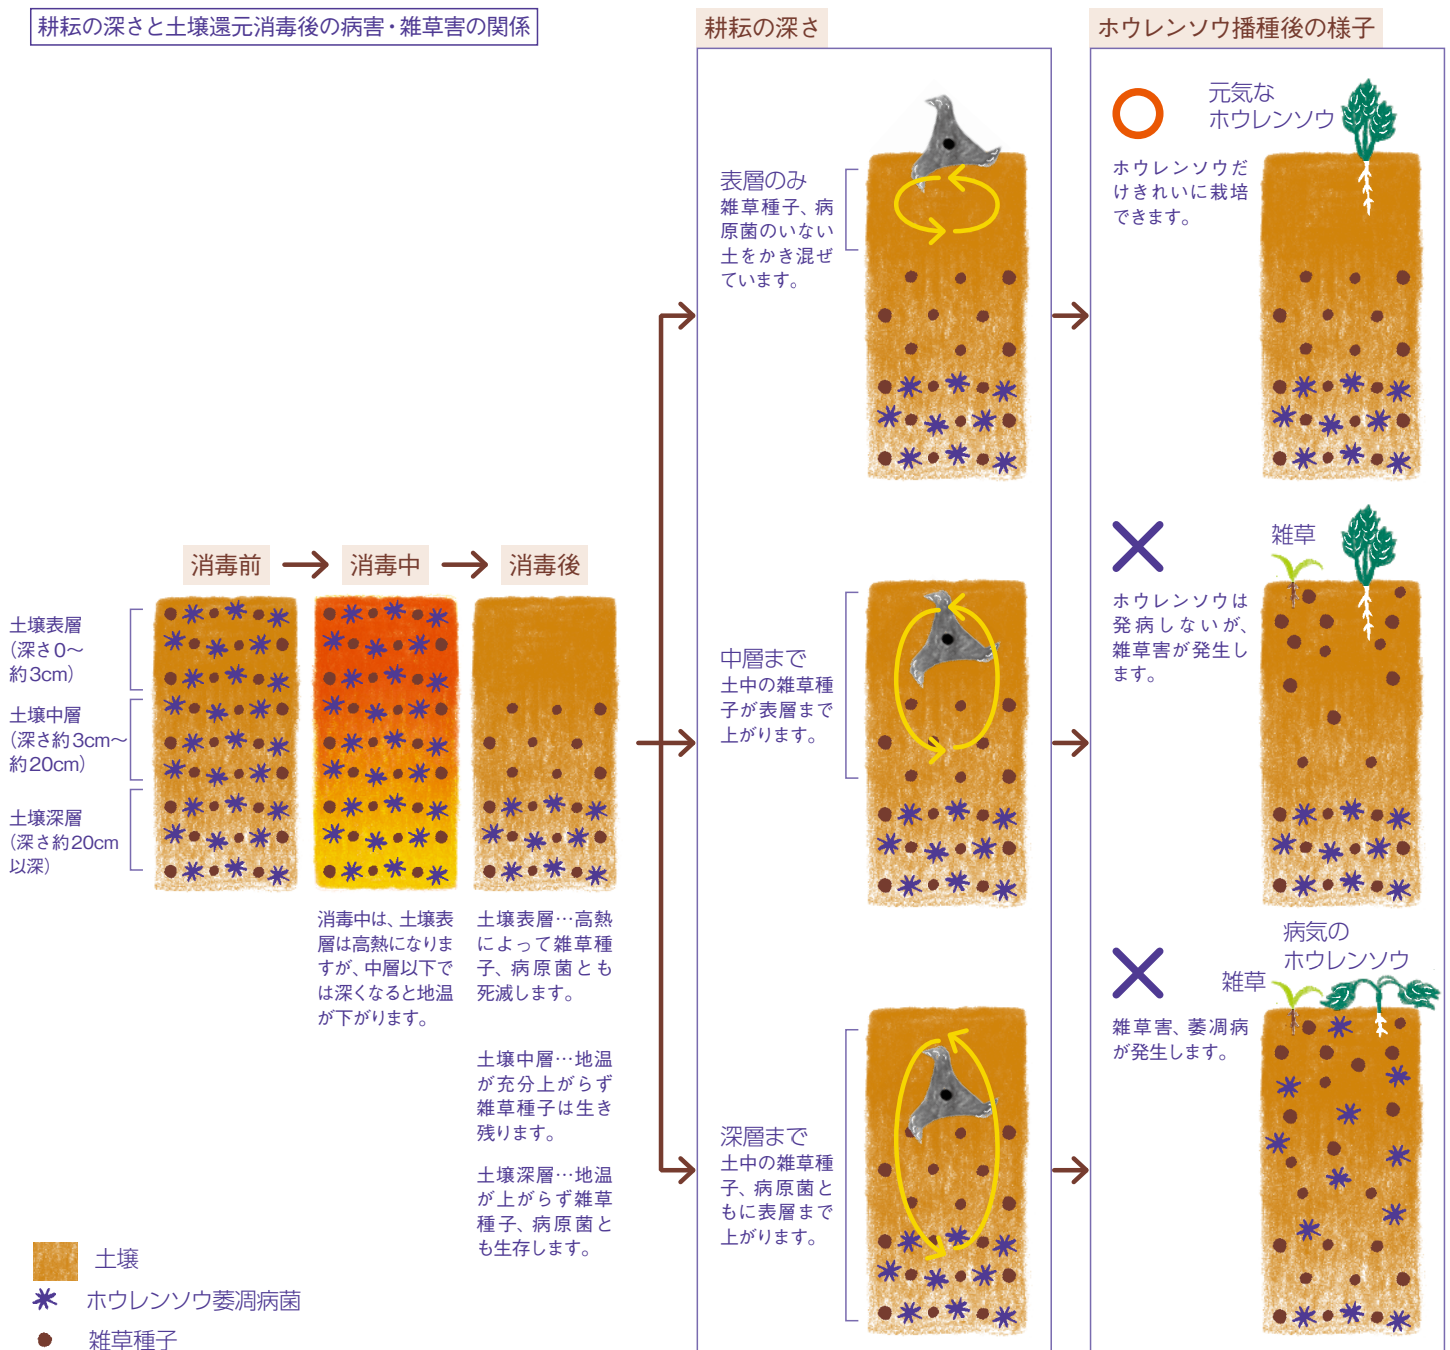 耕耘の深さと土壌還元消毒後の病害・雑草害の関係
耕耘の深さ
ホウレンソウ播種後の様子
表層のみ
雑草種子、病
原菌のいない
土をかき混ぜ
ています。
元気な
ホウレンソウ
ホウレンソウだ
けきれいに栽培
できます。
消毒前
消毒中
消毒後
土壌表層
(深さ0〜
約3cm)
土壌中層
(深さ約3cm〜
約20cm)
土壌深層
(深さ約20cm
以深)
消毒中は、土壌表
層は高熱になりま
すが、中層以下で
は深くなると地温
が下がります。
土壌表層…高熱
によって雑草種
子、病原菌とも
死滅します。
土壌中層…地温
が充分上がらず
雑草種子は生き
残ります。
土壌深層…地温
が上がらず雑草
種子、病原菌と
も生存します。
中層まで
土中の雑草種
子が表層まで
上がります。
雑草
ホウレンソウは
発病しないが、
雑草害が発生し
ます。
深層まで
土中の雑草種
子、病原菌と
もに表層まで
上がります。
病気の
ホウレンソウ
雑草
雑草害、萎凋病
が発生します。
土壌
ホウレンソウ萎凋病菌
雑草種子